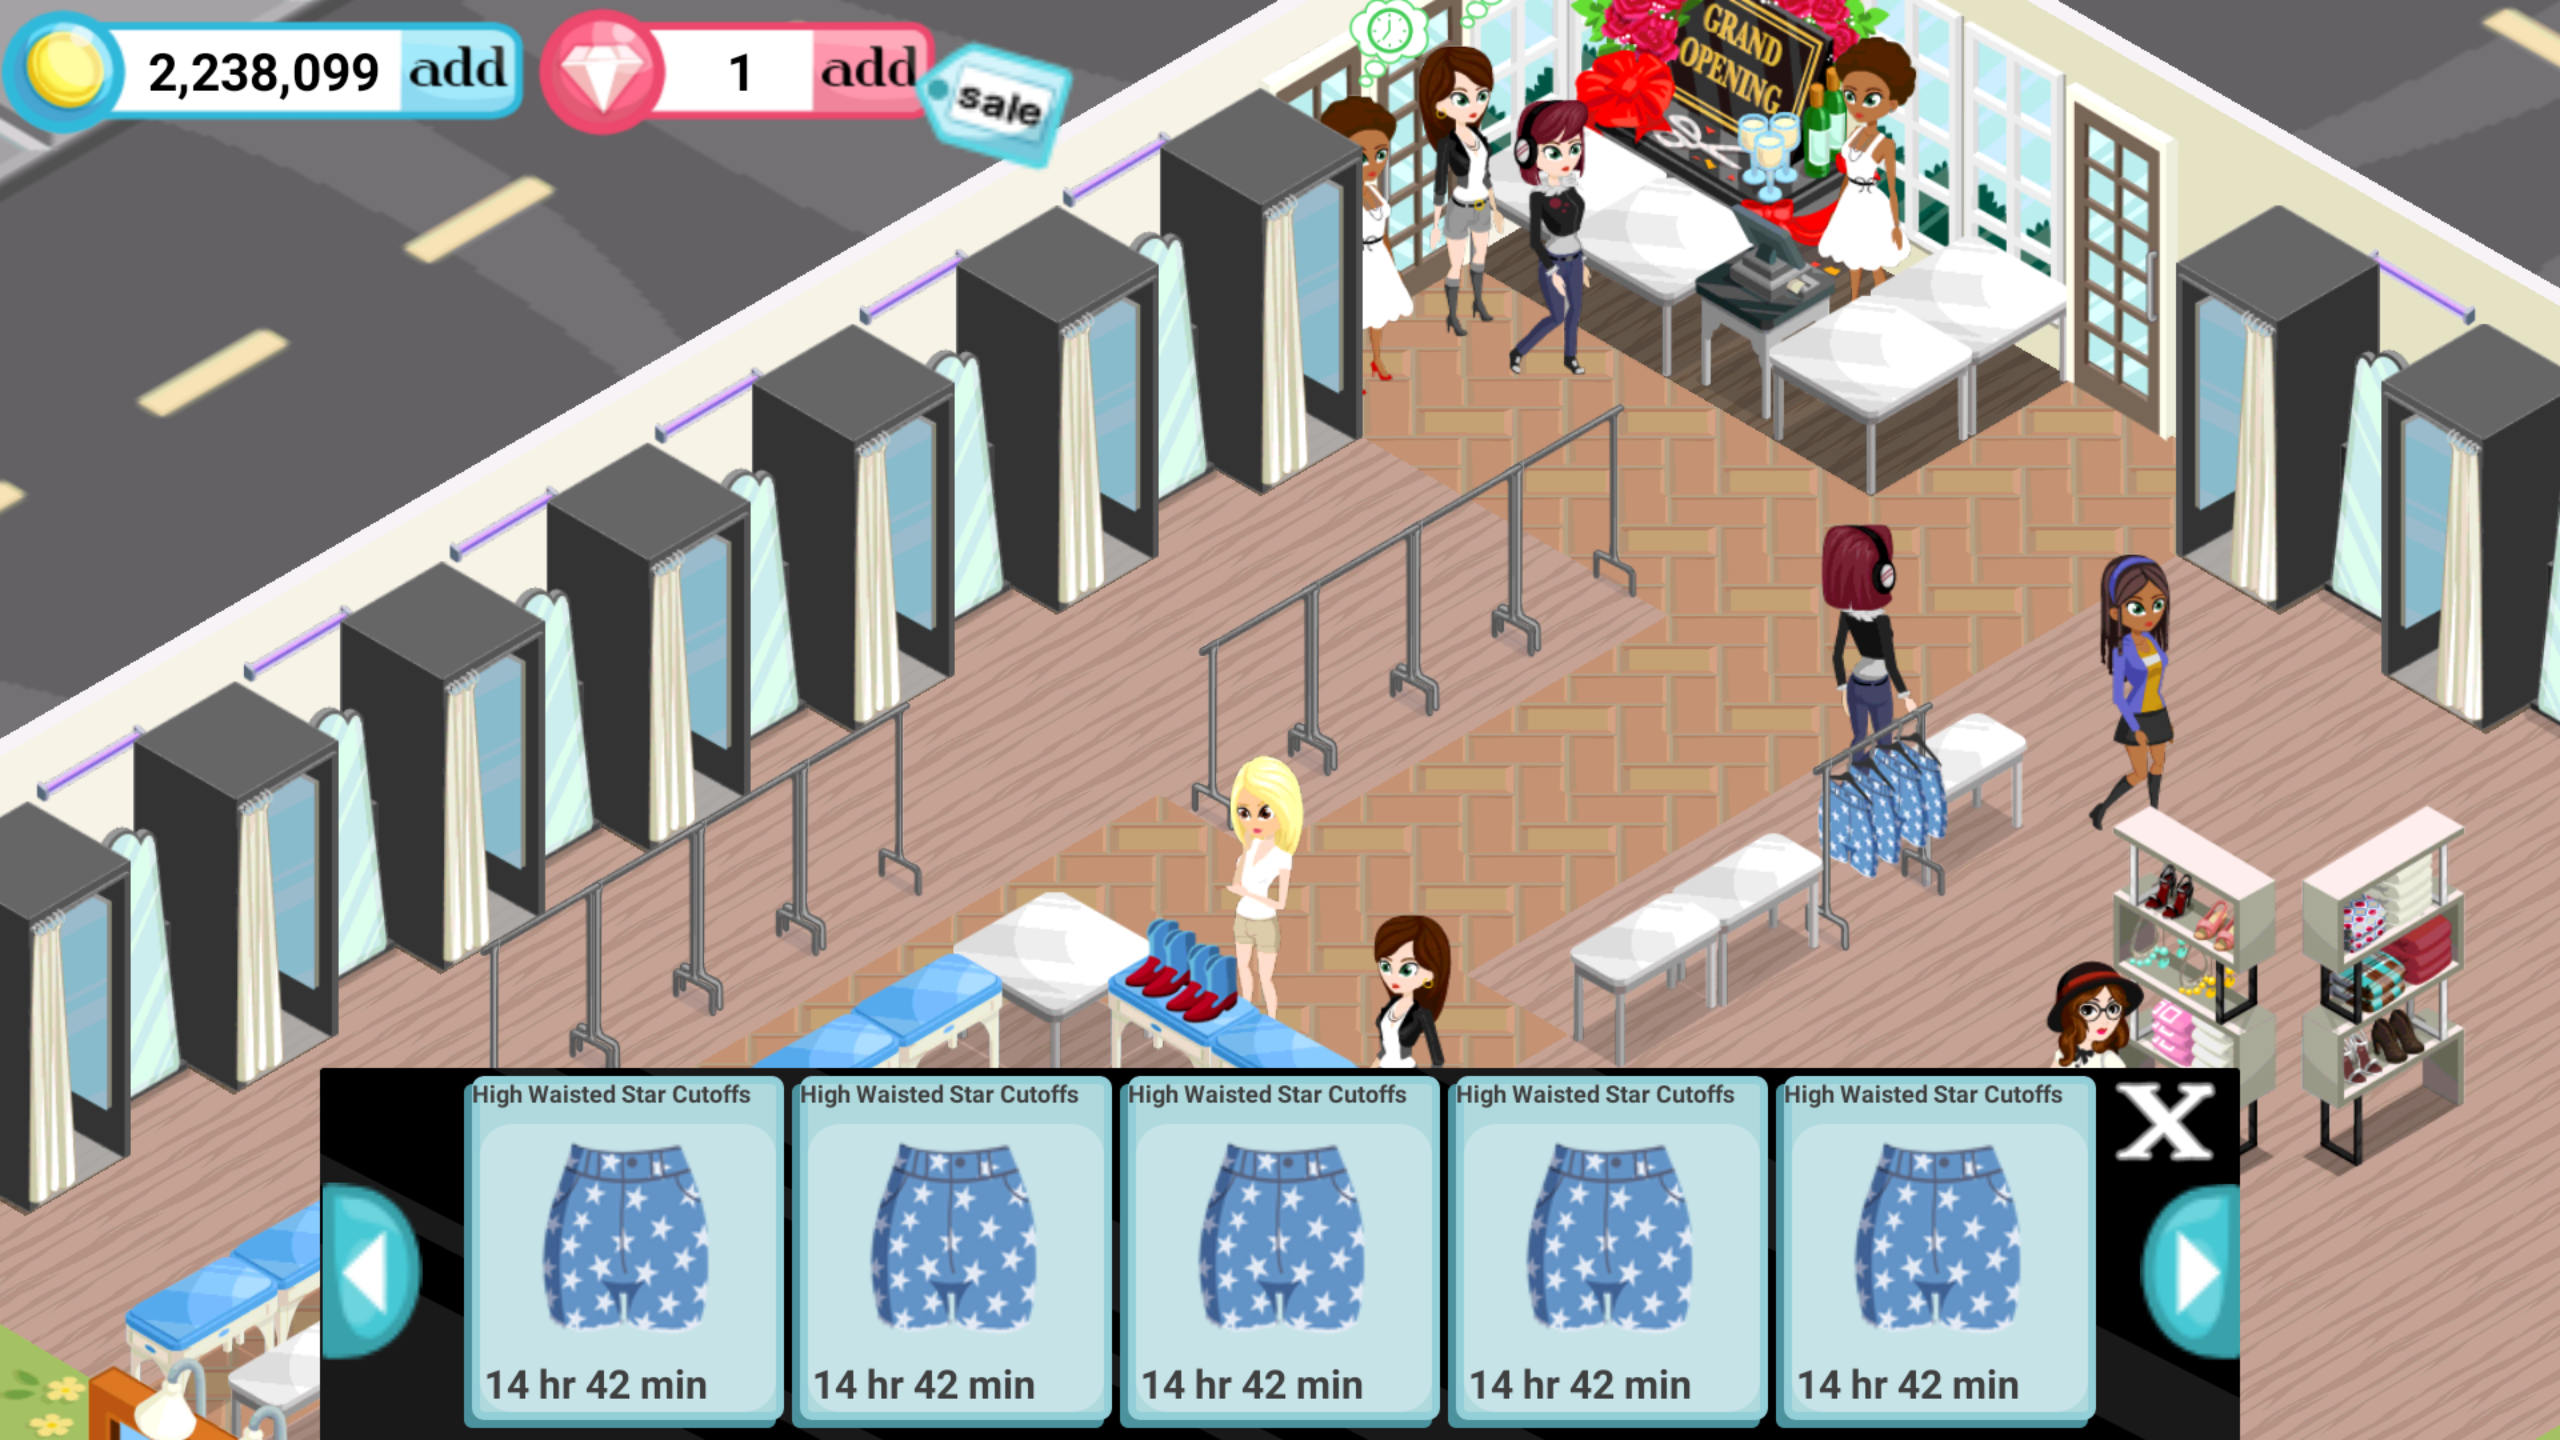 2,238,099 add
1 add
sale
GRAND
OPENING
High Waisted Star Cutoffs
14 hr 42 min
High Waisted Star Cutoffs
14 hr 42 min
High Waisted Star Cutoffs
14 hr 42 min
High Waisted Star Cutoffs
14 hr 42 min
High Waisted Star Cutoffs
14 hr 42 min
X